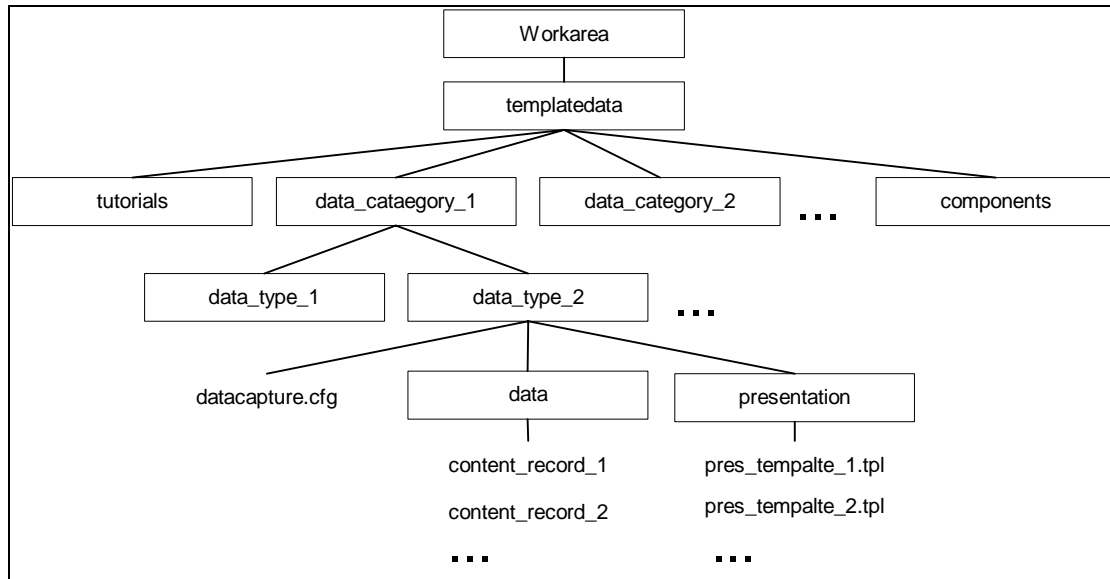 Workarea
templatedata
tutorials
data_cataegory_1
data_category_2
...
components
data_type_1
data_type_2
...
datacapture.cfg
data
presentation
content_record_1
pres_tempalte_1.tpl
content_record_2
pres_tempalte_2.tpl
...
...